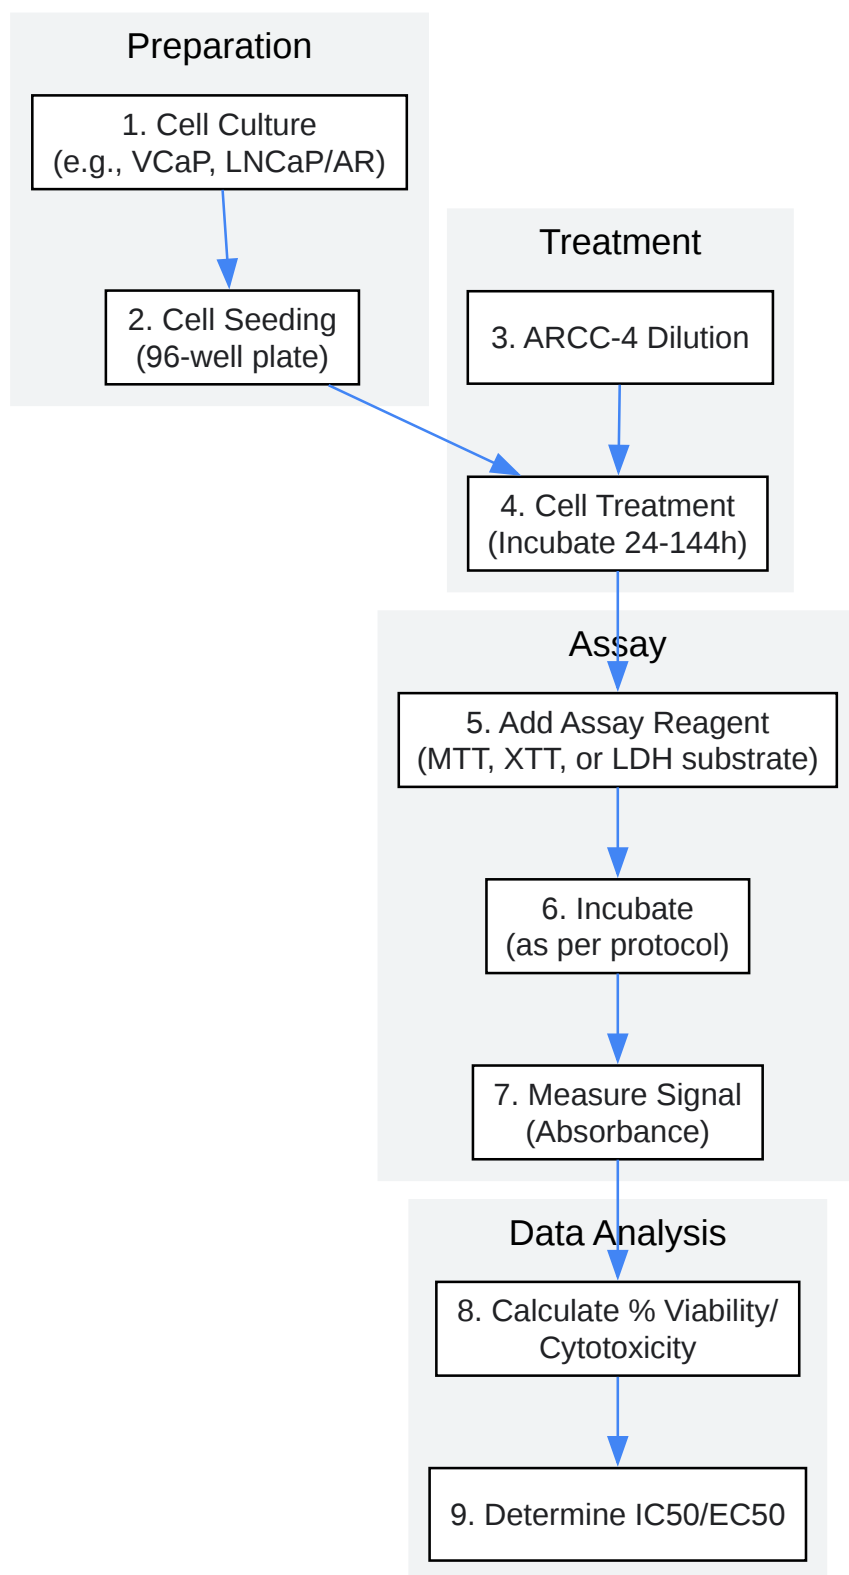 Preparation
1. Cell Culture
(e.g., VCaP, LNCaP/AR)
2. Cell Seeding
(96-well plate)
Treatment
3. ARCC-4 Dilution
4. Cell Treatment
(Incubate 24-144h)
Assay
5. Add Assay Reagent
(MTT, XTT, or LDH substrate)
6. Incubate
(as per protocol)
7. Measure Signal
(Absorbance)
Data Analysis
8. Calculate % Viability/
Cytotoxicity
9. Determine IC50/EC50